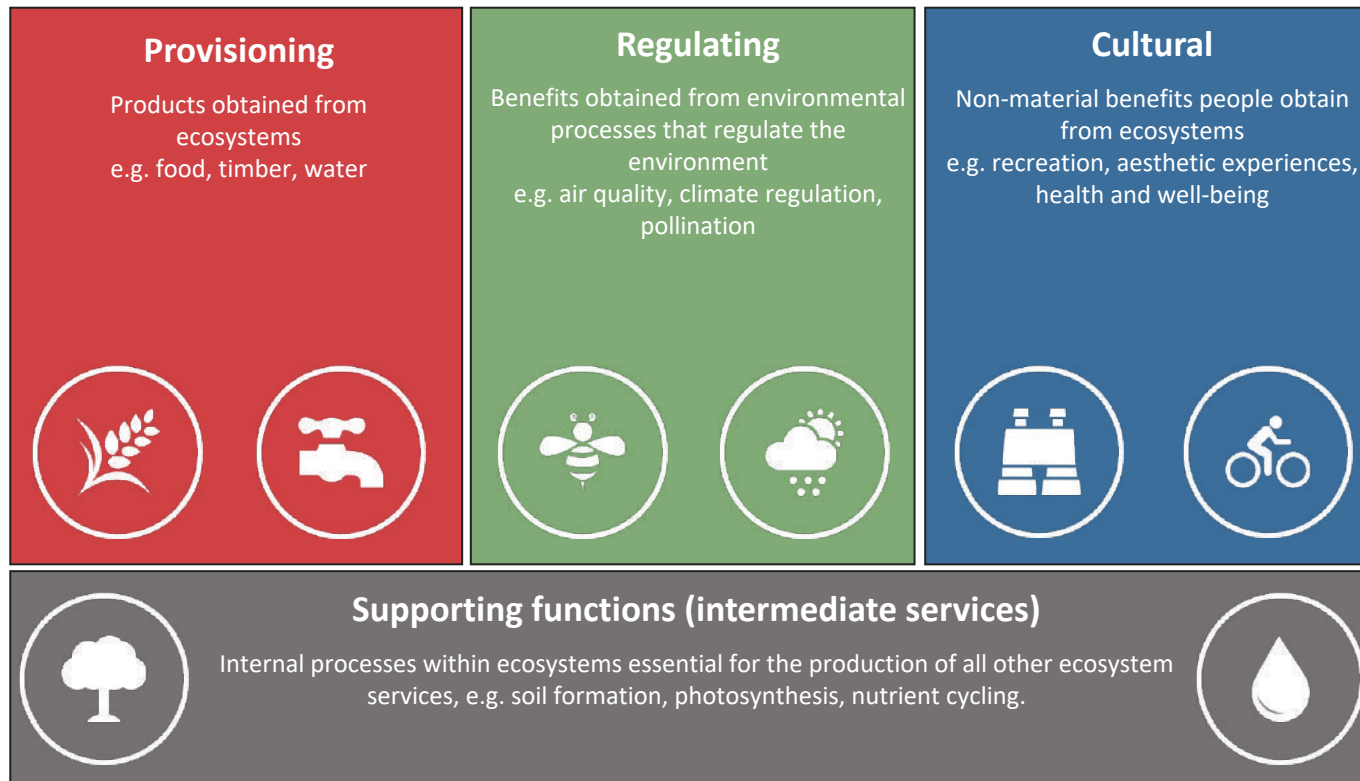 Provisioning
Products obtained from
ecosystems
e.g. food, timber, water
Regulating
Benefits obtained from environmental
processes that regulate the
environment
e.g. air quality, climate regulation,
pollination
Cultural
Non-material benefits people obtain
from ecosystems
e.g. recreation, aesthetic experiences,
health and well-being
Supporting functions (intermediate services)
Internal processes within ecosystems essential for the production of all other ecosystem
services, e.g. soil formation, photosynthesis, nutrient cycling.